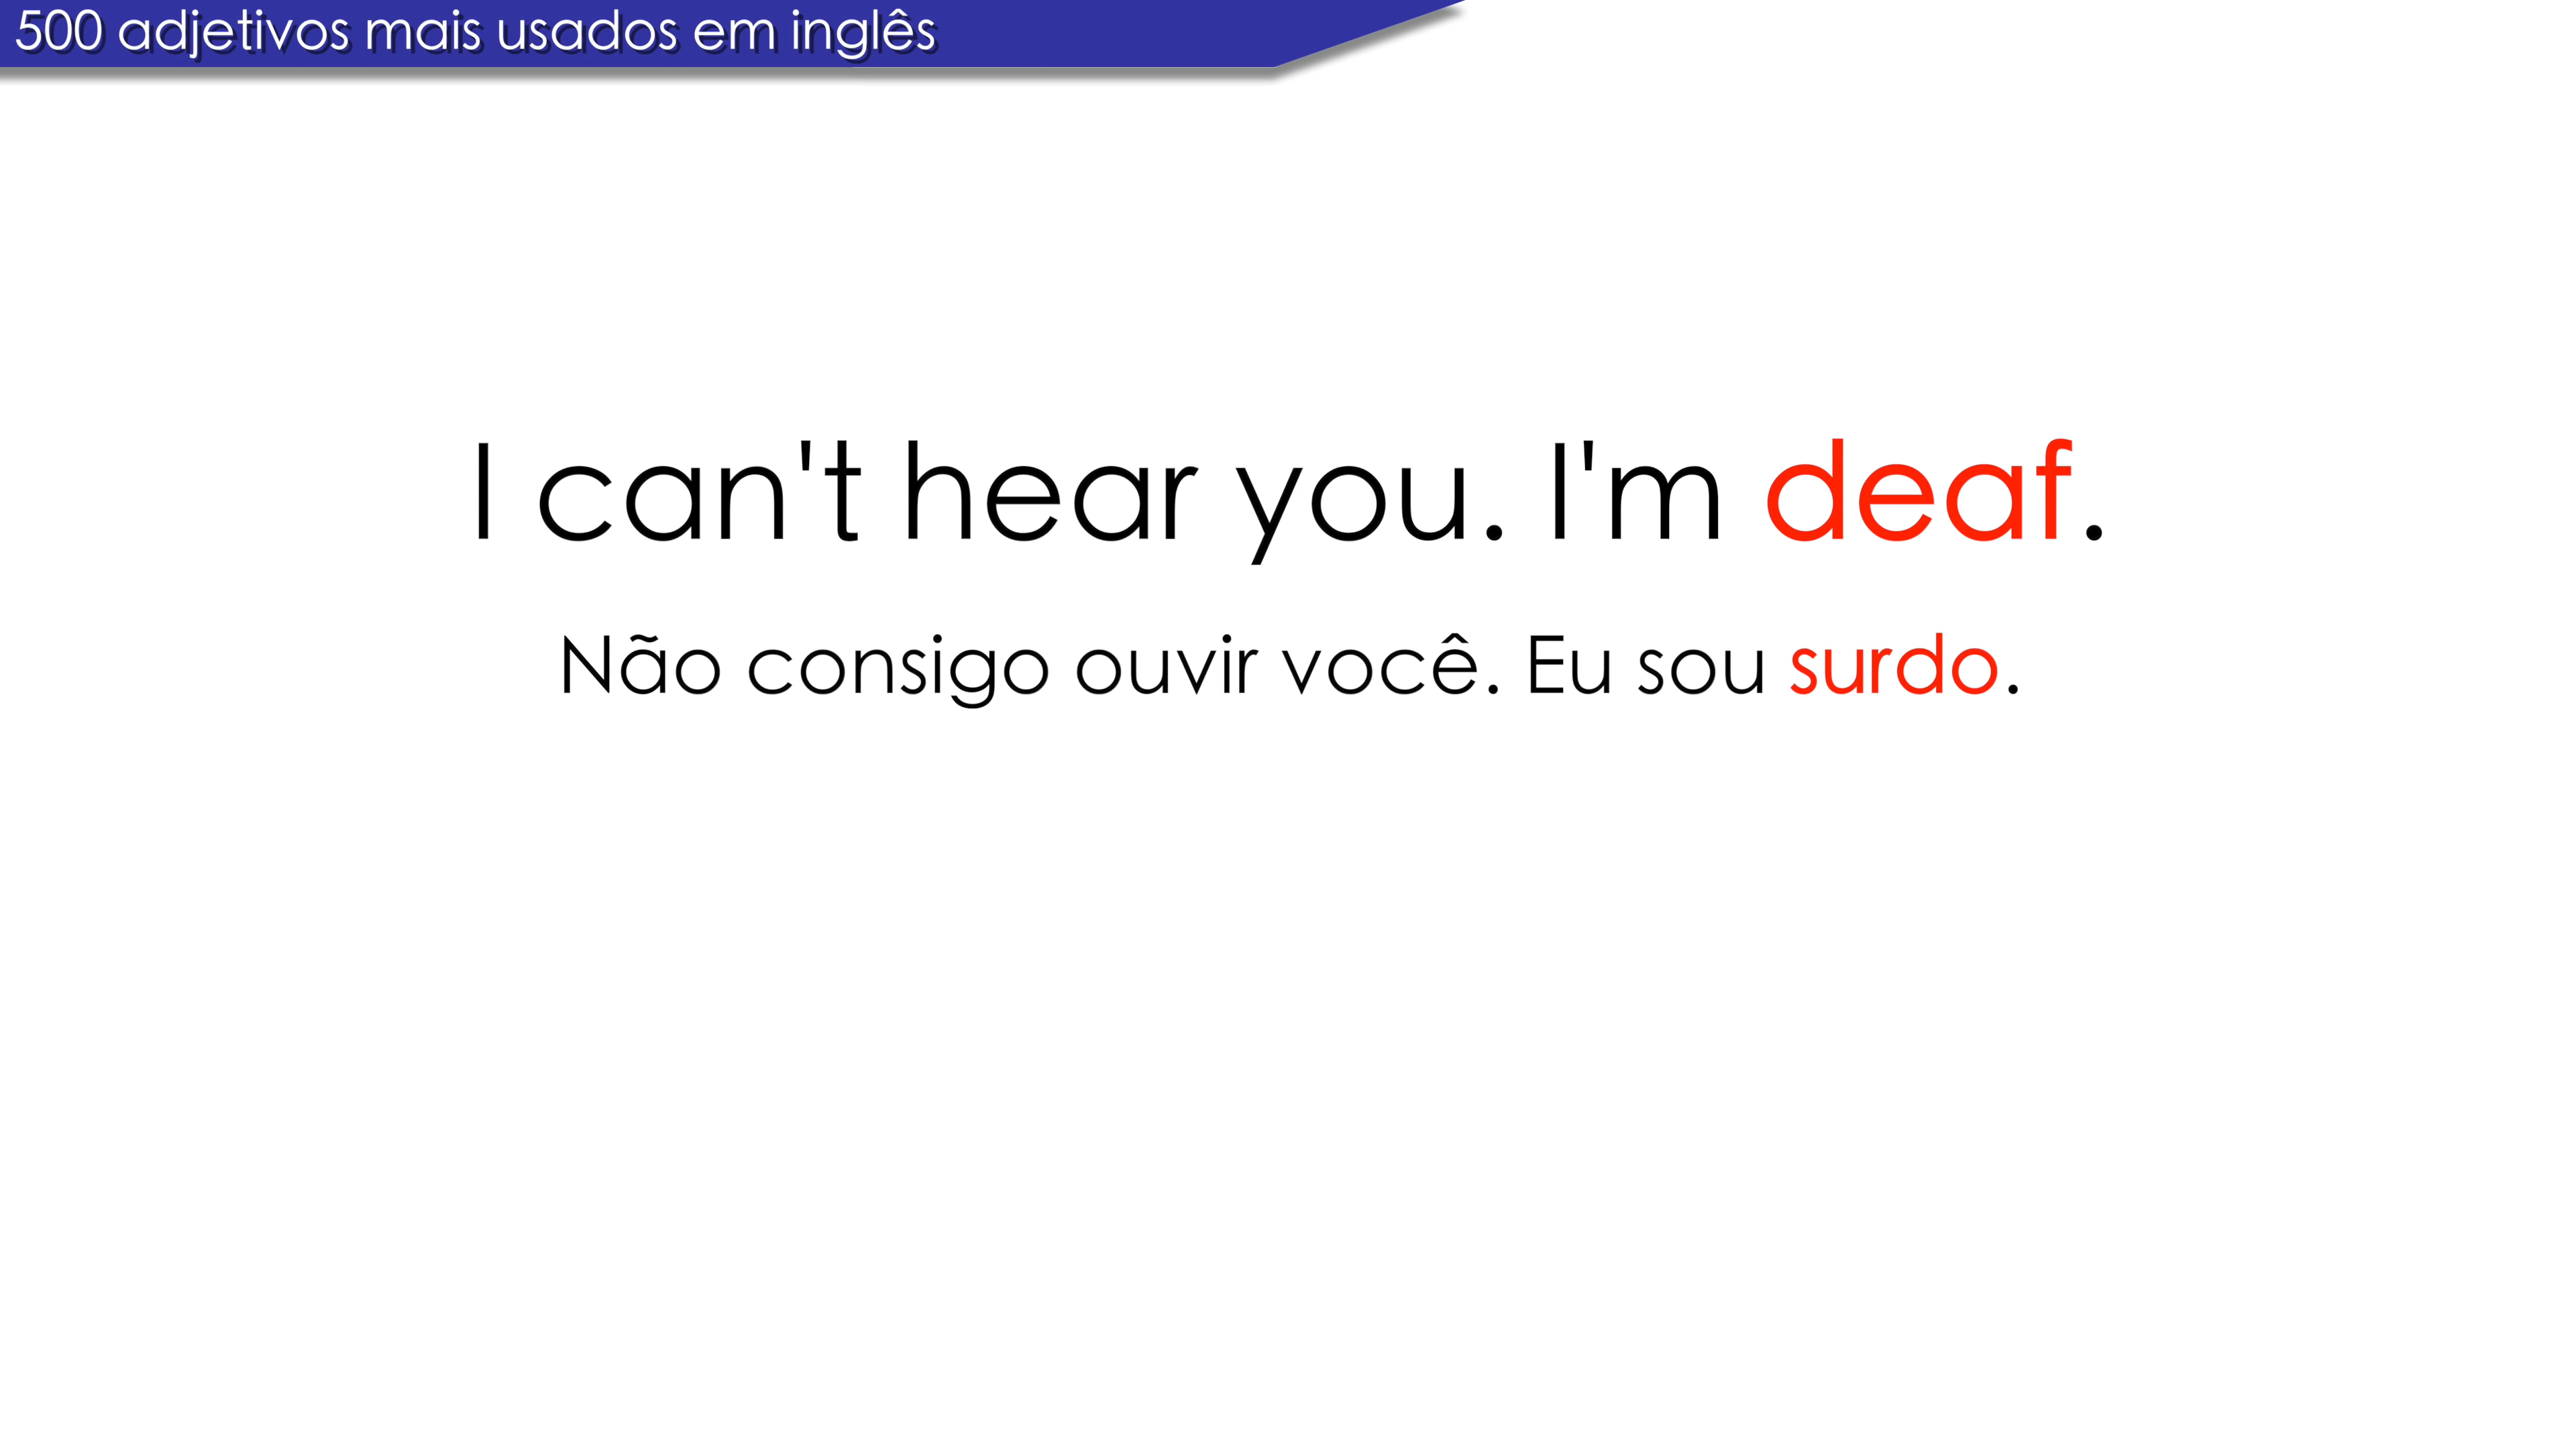 500 adjetivos mais usados em inglês
I can't hear you. I'm deaf.
Não consigo ouvir você. Eu sou surdo.